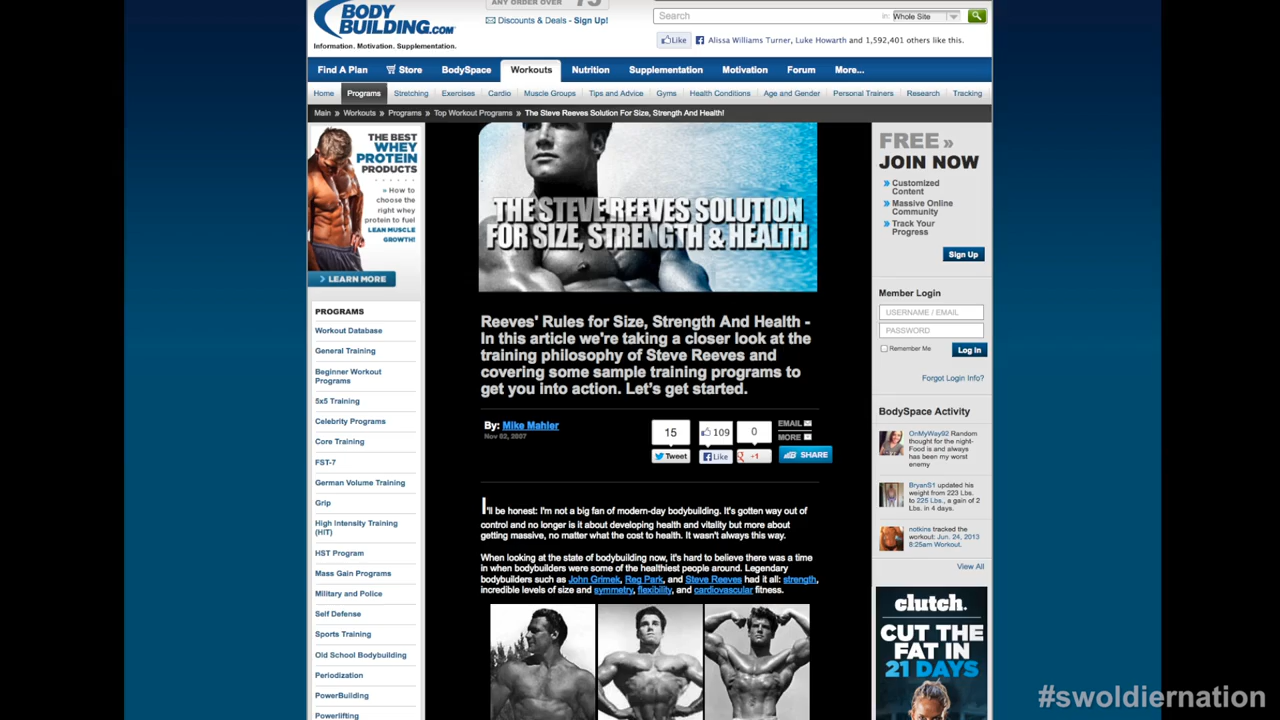 ANY ORDER OVER
BODY
BUILDING.com
Information. Motivation. Supplementation.
Discounts & Deals - Sign Up!
Search
in:
Whole Site
Like
Alissa Williams Turner, Luke Howarth and 1,592,401 others like this.
Find A Plan
Store
BodySpace
Workouts
Nutrition
Supplementation
Motivation
Forum
More...
Home
Programs
Stretching
Exercises
Cardio
Muscle Groups
Tips and Advice
Gyms
Health Conditions
Age and Gender
Personal Trainers
Research
Tracking
Main » Workouts » Programs » Top Workout Programs » The Steve Reeves Solution For Size, Strength And Health!
THE BEST
WHEY
PROTEIN
PRODUCTS
» How to
choose the
right whey
protein to fuel
LEAN MUSCLE
GROWTH!
> LEARN MORE
PROGRAMS
Workout Database
General Training
Beginner Workout
Programs
5x5 Training
Celebrity Programs
Core Training
FST-7
German Volume Training
Grip
High Intensity Training
(HIT)
HST Program
Mass Gain Programs
Military and Police
Self Defense
Sports Training
Old School Bodybuilding
Periodization
PowerBuilding
Powerlifting
THE STEVE REEVES SOLUTION
FOR SIZE, STRENGTH & HEALTH
Reeves' Rules for Size, Strength And Health -
In this article we're taking a closer look at the
training philosophy of Steve Reeves and
covering some sample training programs to
get you into action. Let's get started.
By: Mike Mahler
Nov 02, 2007
15
Tweet
109
Like
0
+1
EMAIL
MORE
SHARE
I'll be honest: I'm not a big fan of modern-day bodybuilding. It's gotten way out of
control and no longer is it about developing health and vitality but more about
getting massive, no matter what the cost to health. It wasn't always this way.
When looking at the state of bodybuilding now, it's hard to believe there was a time
in when bodybuilders were some of the healthiest people around. Legendary
bodybuilders such as John Grimek, Reg Park, and Steve Reeves had it all: strength,
incredible levels of size and symmetry, flexibility, and cardiovascular fitness.
FREE »
JOIN NOW
» Customized
Content
» Massive Online
Community
» Track Your
Progress
Sign Up
Member Login
USERNAME / EMAIL
PASSWORD
Remember Me
Log In
Forgot Login Info?
BodySpace Activity
OnMyWay92 Random
thought for the night-
Food is and always
has been my worst
enemy
BryanS1 updated his
weight from 223 Lbs.
to 225 Lbs., a gain of 2
Lbs. in 4 days.
notkins tracked the
workout: Jun. 24, 2013
8:25am Workout.
View All
clutch.
CUT THE
FAT IN
21 DAYS
#swoldiernation